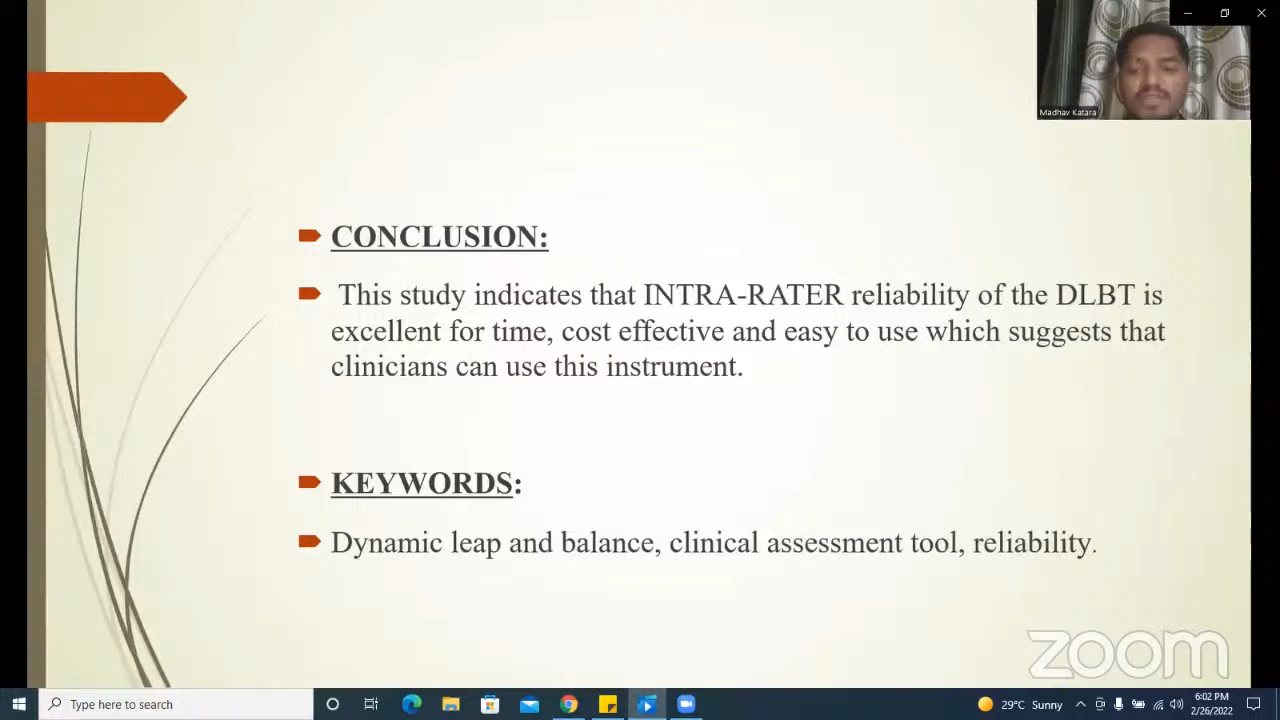 Madhav Katara
CONCLUSION:
This study indicates that INTRA-RATER reliability of the DLBT is
excellent for time, cost effective and easy to use which suggests that
clinicians can use this instrument.
KEYWORDS:
Dynamic leap and balance, clinical assessment tool, reliability.
zoom
Type here to search
29°C Sunny
6:02 PM
2/26/2022